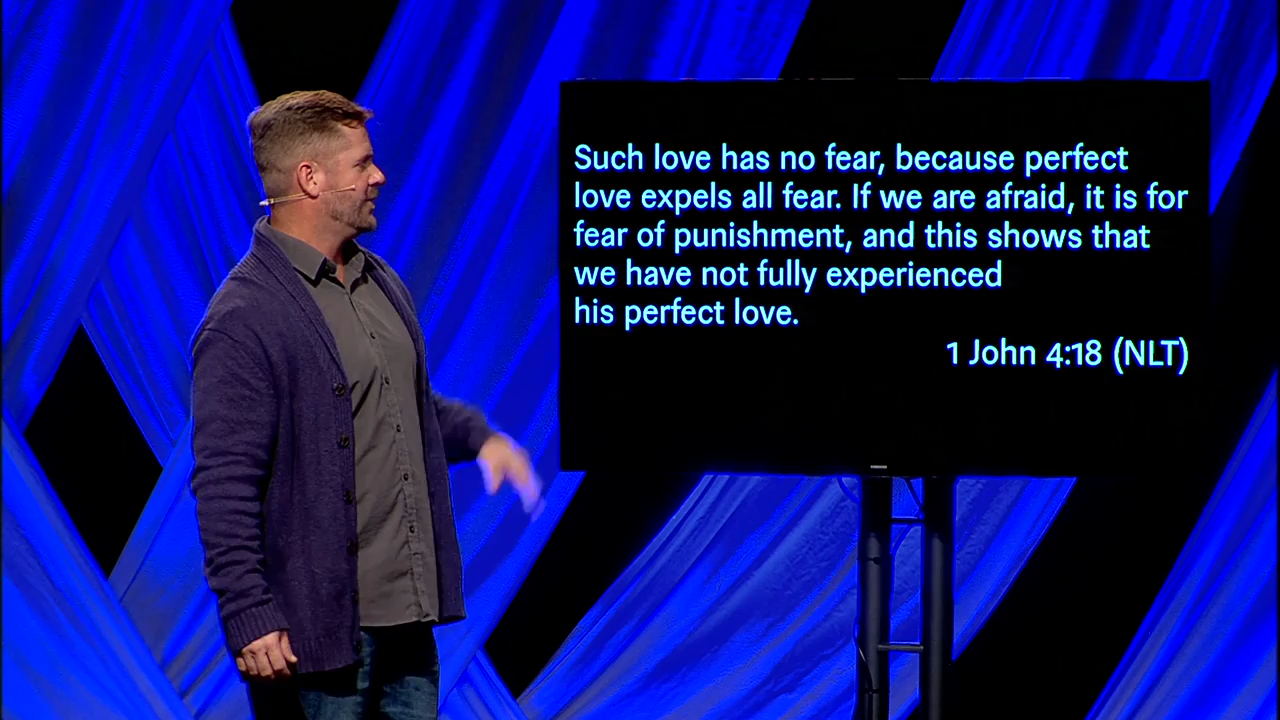 Such love has no fear, because perfect
love expels all fear. If we are afraid, it is for
fear of punishment, and this shows that
we have not fully experienced
his perfect love.
1 John 4:18 (NLT)